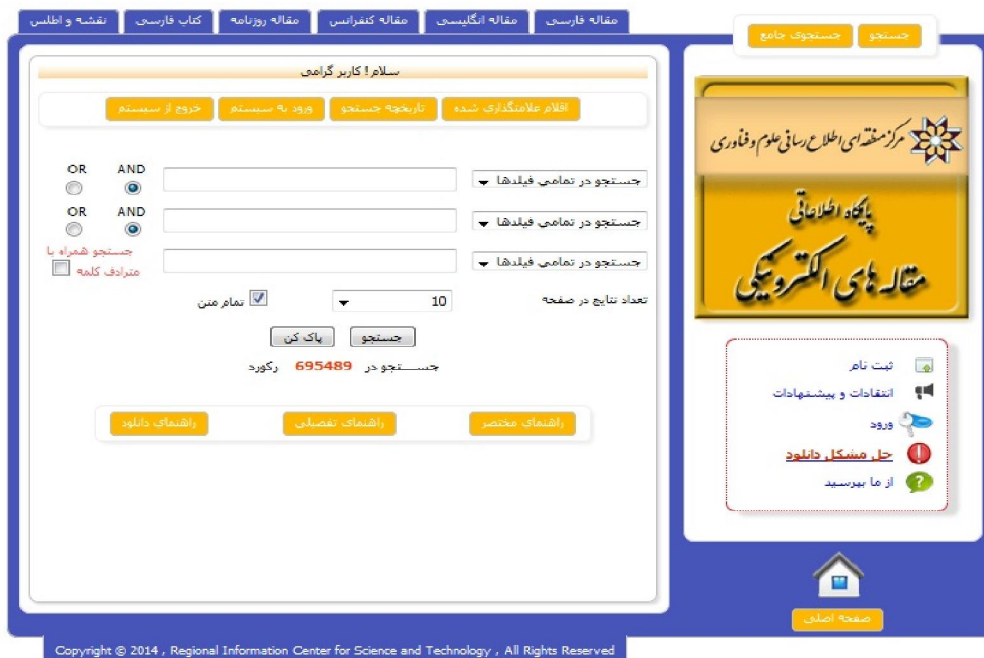 مقاله فارسی
مقاله انگلیسی
مقاله کنفرانس
مقاله روزنامه
کتاب فارسی
نقشه و اطلس
جستجو
جستجوی جامع
مرکز منطقه ای اطلاع رسانی علوم و فناوری
پایگاه اطلاعاتی
مقاله های الکترونیکی
ثبت نام
انتقادات و پیشنهادات
ورود
حل مشکل دانلود
از ما بپرسید
صفحه اصلی
سلام ! کاربر گرامی
اقلام علامتگذاری شده
تاریخچه جستجو
ورود به سیستم
خروج از سیستم
جستجو در تمامی فیلدها
AND OR
جستجو در تمامی فیلدها
AND OR
جستجو در تمامی فیلدها
جستجو همراه با
مترادف کلمه
تعداد نتایج در صفحه 10 تمام متن
جستجو پاک کن
جســــتجو در 695489 رکورد
راهنمای مختصر
راهنمای تفصیلی
راهنمای دانلود
Copyright © 2014 , Regional Information Center for Science and Technology , All Rights Reserved